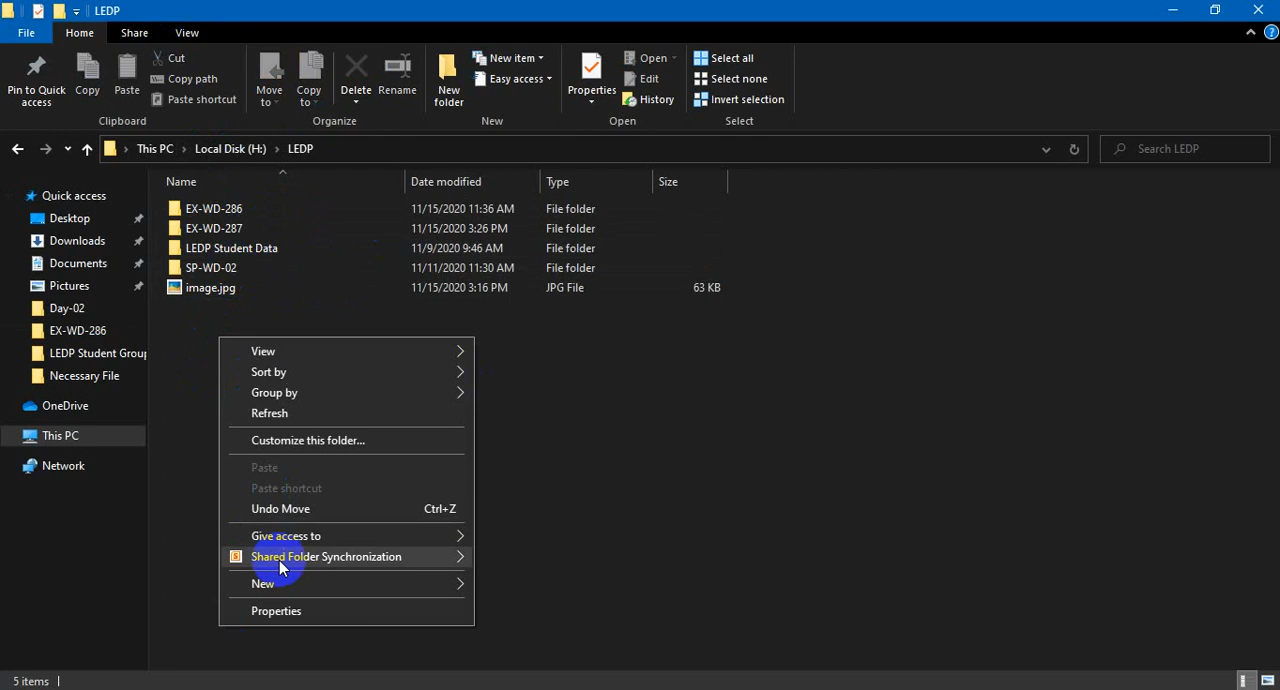 LEDP
File Home Share View
Pin to Quick access
Copy
Paste
Cut
Copy path
Paste shortcut
Clipboard
Move to
Copy to
Delete
Rename
Organize
New folder
New item
Easy access
New
Properties
Open
Edit
History
Open
Select all
Select none
Invert selection
Select
This PC › Local Disk (H:) › LEDP
Search LEDP
Quick access
Desktop
Downloads
Documents
Pictures
Day-02
EX-WD-286
LEDP Student Group
Necessary File
OneDrive
This PC
Network
Name Date modified Type Size
EX-WD-286 11/15/2020 11:36 AM File folder
EX-WD-287 11/15/2020 3:26 PM File folder
LEDP Student Data 11/9/2020 9:46 AM File folder
SP-WD-02 11/11/2020 11:30 AM File folder
image.jpg 11/15/2020 3:16 PM JPG File 63 KB
View
Sort by
Group by
Refresh
Customize this folder...
Paste
Paste shortcut
Undo Move Ctrl+Z
Give access to
Shared Folder Synchronization
New
Properties
5 items